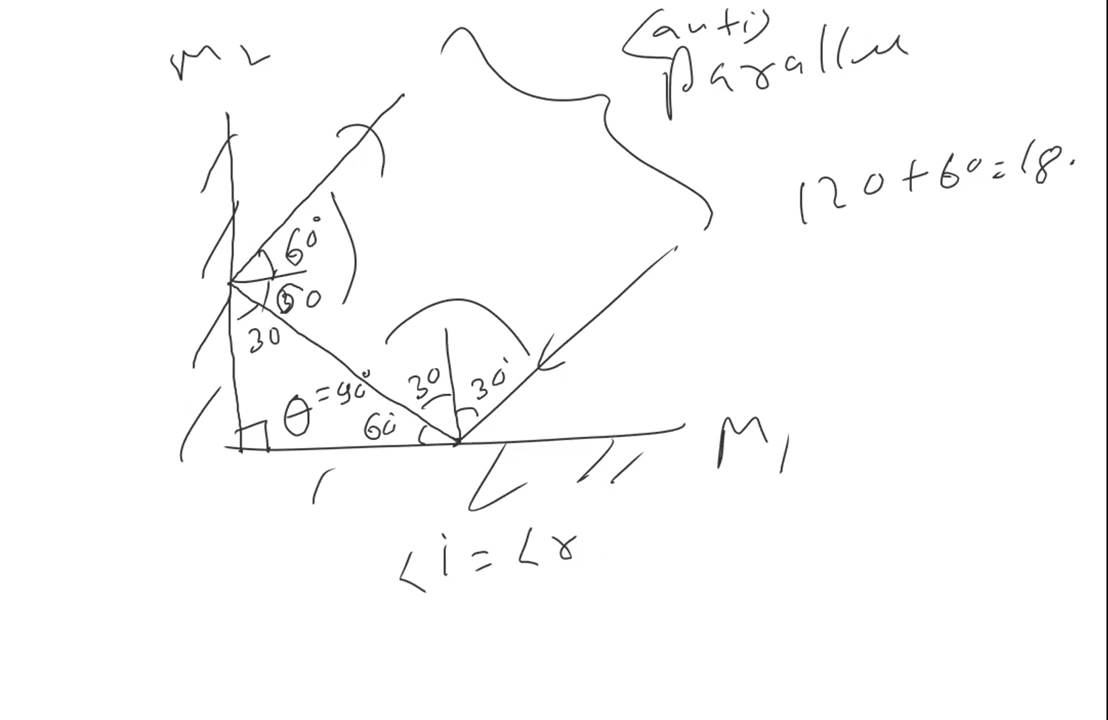 M2
<anti>
parallel
120+60=18.
60°
60
30
θ=90°
30
30°
60
M1
<i=<r